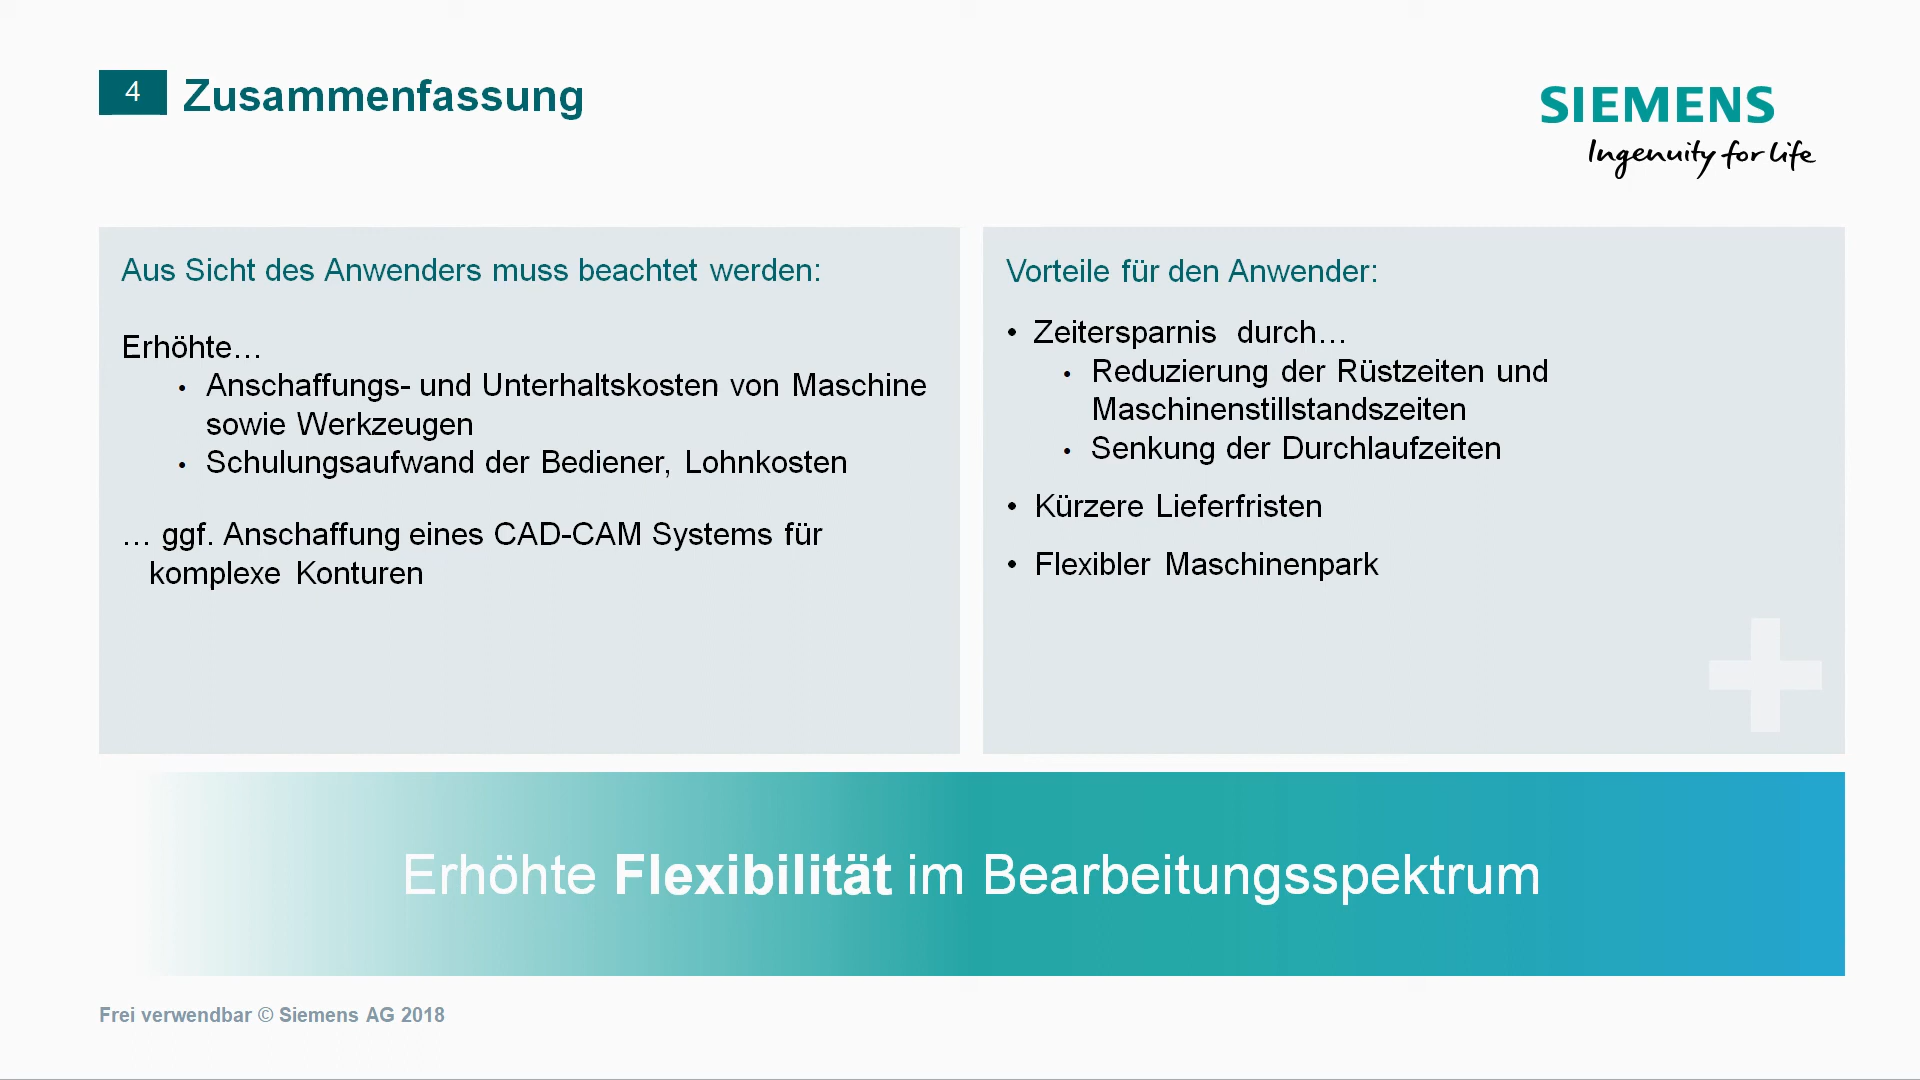 4 Zusammenfassung
SIEMENS
Ingenuity for life
Aus Sicht des Anwenders muss beachtet werden:
Erhöhte…
• Anschaffungs- und Unterhaltskosten von Maschine
sowie Werkzeugen
• Schulungsaufwand der Bediener, Lohnkosten
… ggf. Anschaffung eines CAD-CAM Systems für
komplexe Konturen
Vorteile für den Anwender:
• Zeitersparnis durch…
• Reduzierung der Rüstzeiten und
Maschinenstillstandszeiten
• Senkung der Durchlaufzeiten
• Kürzere Lieferfristen
• Flexibler Maschinenpark
Erhöhte Flexibilität im Bearbeitungsspektrum
Frei verwendbar © Siemens AG 2018